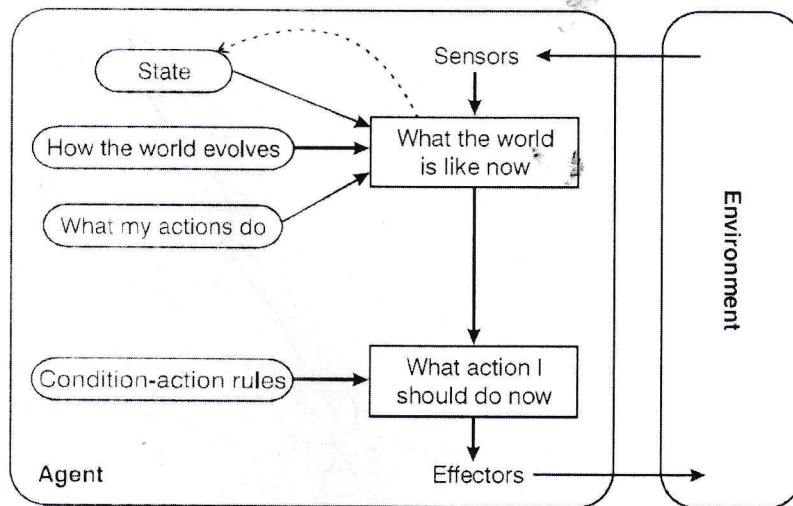 State
Sensors
How the world evolves
What the world
is like now
What my actions do
Environment
Condition-action rules
What action I
should do now
Agent
Effectors